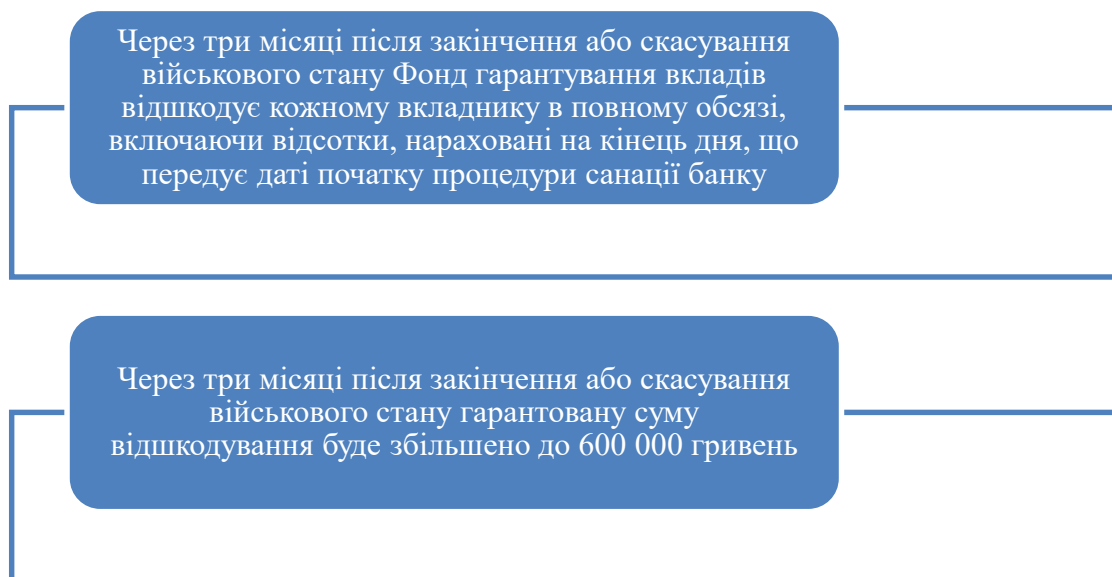 Через три місяці після закінчення або скасування
військового стану Фонд гарантування вкладів
відшкодує кожному вкладнику в повному обсязі,
включаючи відсотки, нараховані на кінець дня, що
передує даті початку процедури санації банку
Через три місяці після закінчення або скасування
військового стану гарантовану суму
відшкодування буде збільшено до 600 000 гривень